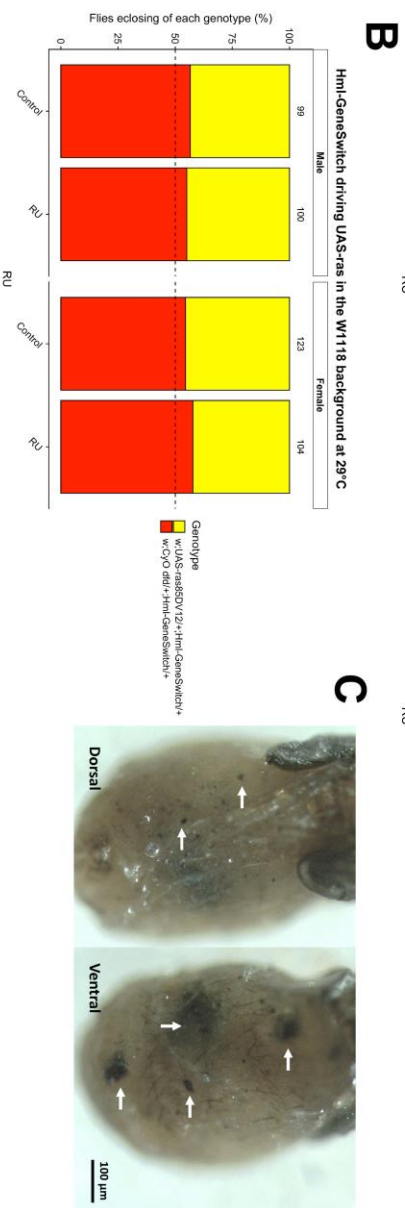 B
Hml-GeneSwitch driving UAS-ras in the W1118 background at 29°C
Male
Female
99
100
123
104
Flies eclosing of each genotype (%)
100
75
50
25
0
Control
RU
Control
RU
RU
Genotype
w;UAS-ras85DV12/+;Hml-GeneSwitch/+
w;CyO dfd/+;Hml-GeneSwitch/+
C
Dorsal
Ventral
100 µm